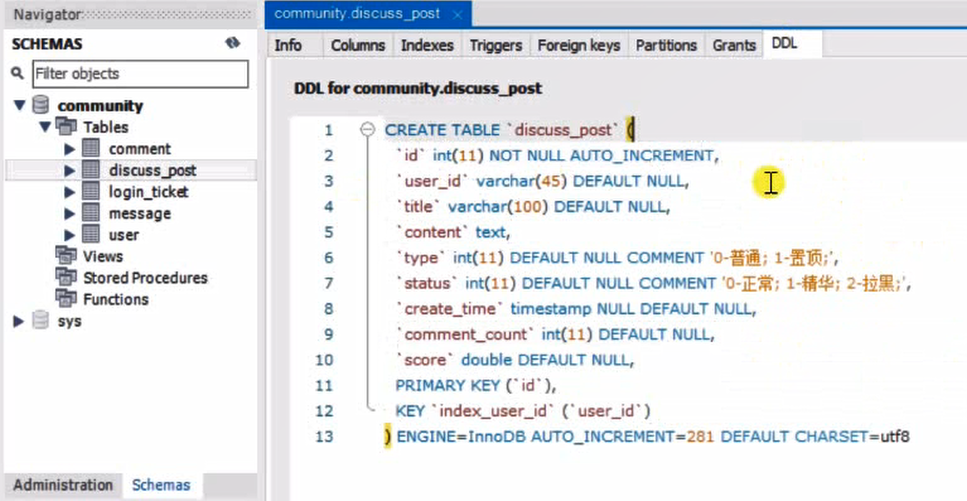 Navigator
SCHEMAS
Filter objects
community
Tables
comment
discuss_post
login_ticket
message
user
Views
Stored Procedures
Functions
sys
Administration Schemas
community.discuss_post ×
Info Columns Indexes Triggers Foreign keys Partitions Grants DDL
DDL for community.discuss_post
1 CREATE TABLE `discuss_post` (
2 `id` int(11) NOT NULL AUTO_INCREMENT,
3 `user_id` varchar(45) DEFAULT NULL,
4 `title` varchar(100) DEFAULT NULL,
5 `content` text,
6 `type` int(11) DEFAULT NULL COMMENT '0-普通; 1-置顶;',
7 `status` int(11) DEFAULT NULL COMMENT '0-正常; 1-精华; 2-拉黑;',
8 `create_time` timestamp NULL DEFAULT NULL,
9 `comment_count` int(11) DEFAULT NULL,
10 `score` double DEFAULT NULL,
11 PRIMARY KEY (`id`),
12 KEY `index_user_id` (`user_id`)
13 ) ENGINE=InnoDB AUTO_INCREMENT=281 DEFAULT CHARSET=utf8